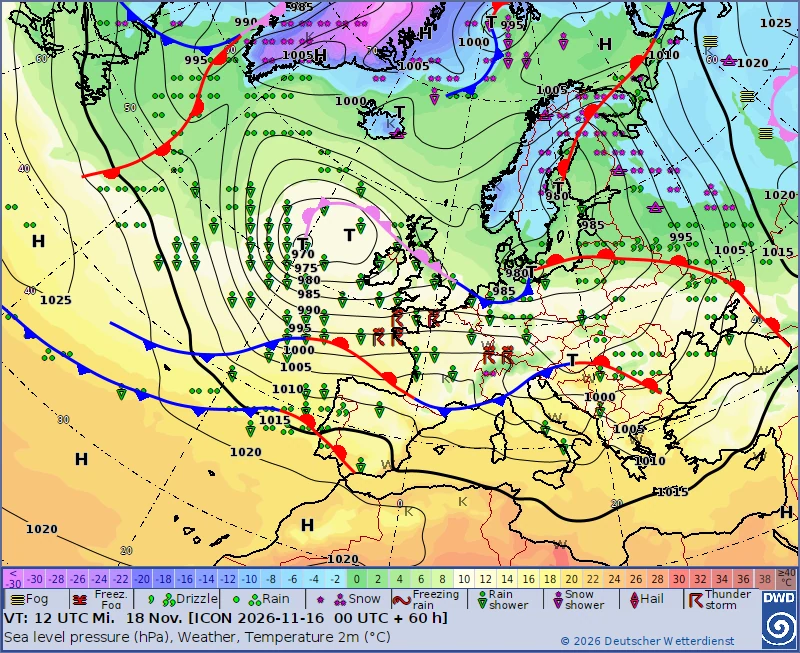 985
990
995
1005
H
H
1005
1000
T 995
H
1010
1025
60
1020
60
70
70
50
1000
T
K
1005
40
K
T
980
1020
H
T
T
970
975
980
985
990
995
1000
1005
1010
1015
985
995
1005
1015
980
985
40
1025
T
W
K
W
1000
1005
1010
1015
W
W
W
30
H
1020
W
K
K
0
20
H
1020
H
W
20
1020
< -30 -30 -28 -26 -24 -22 -20 -18 -16 -14 -12 -10 -8 -6 -4 -2 0 2 4 6 8 10 12 14 16 18 20 22 24 26 28 30 32 34 36 38 ≥40 °C
Fog Freez. Fog Drizzle Rain Snow Freezing rain Rain shower Snow shower Hail Thunder storm
DWD
VT: 12 UTC Mi. 18 Nov. [ICON 2026-11-16 00 UTC + 60 h]
Sea level pressure (hPa), Weather, Temperature 2m (°C)
© 2026 Deutscher Wetterdienst